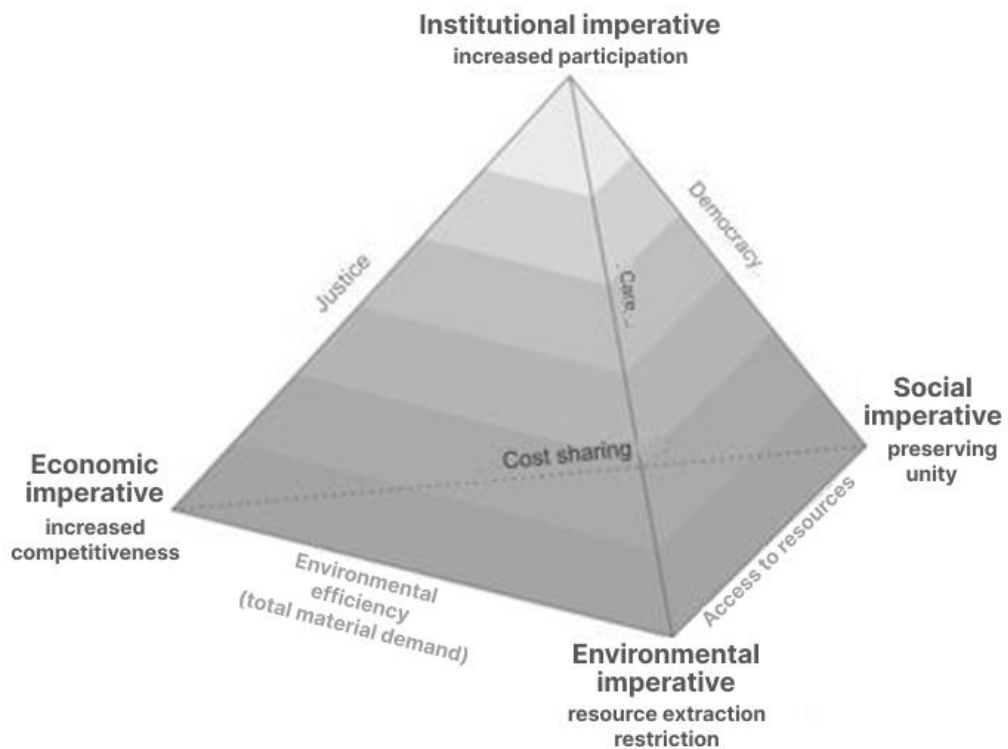 Institutional imperative
increased participation
Democracy..
Justice
. Care, ..
Social
imperative
preserving
unity
Cost sharing
Economic
imperative
increased
competitiveness
Access to resources
Environmental
efficiency
(total material demand)
Environmental
imperative
resource extraction
restriction